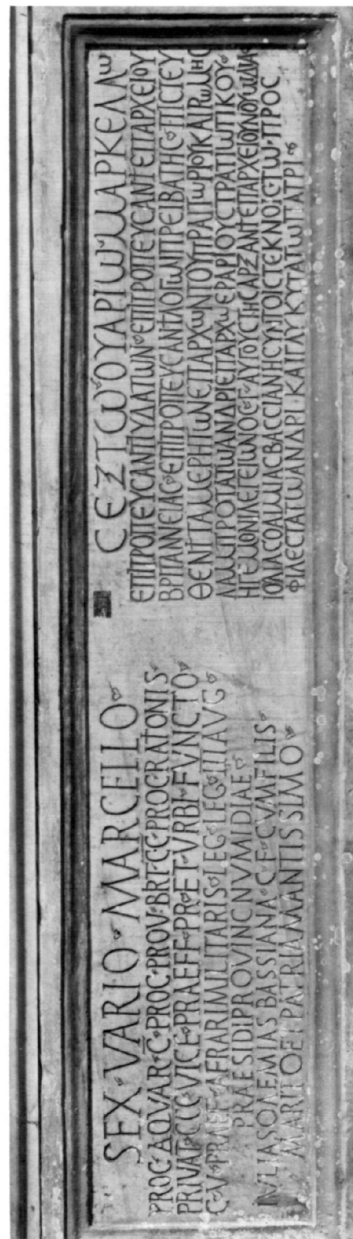 SEX · VARIO · MARCELLO ·
PROC · AQVAR · C · PROC · PROV · BRIT · CC · PROC · RATIONIS ·
PRIVAT · CCC · VICE · PRAEFF · PR · ET · VRBI · FVNCTO ·
C · V · PRAEF · AERARI MILITARIS · LEG · LEG · III AVG ·
PRAESIDI PROVINC NVMIDIAE ·
IVLIA SOAEMIAS BASSIANA · C · F · CVM FILIS ·
MARITO ET PATRI AMANTISSIMO ·
CΕΞΤΩ · ΟΥΑΡΙΩ · ΜΑΡΚΕΛΛΩ
ΕΠΙΤΡΟΠΕΥCΑΝΤΙ ΥΔΑΤΩΝ · ΕΠΙΤΡΟΠΕΥCΑΝΤΙ ΕΠΑΡΧΕΙΟΥ
ΒΡΙΤΑΝΝΕΙΑC · ΕΠΙΤΡΟΠΕΥCΑΝΤΙ ΛΟΓΩΝ ΠΡΕΙΒΑΤΗC · ΠΙCΤΕΥ
ΘΕΝΤΙ ΤΑ ΜΕΡΗ ΤΩΝ ΕΠΑΡΧΩΝ ΤΟΥ ΠΡΑΙΤΩΡΙΟΥ ΚΑΙ ΡΩΜΗC
ΛΑΜΠΡΟΤΑΤΩ ΑΝΔΡΙ ΕΠΑΡΧΩ ΕΡΑΡΙΟΥ CΤΡΑΤΙΩΤΙΚΟΥ
ΗΓΕΜΟΝΙ ΛΕΓΕΙΩΝΟC · Γ · ΑΥΓΟΥCΤΗC ΑΡΞΑΝΤΙ ΕΠΑΡΧΕΙΟΥ
ΙΟΛΙΑ CΟΑΙΜΙΑC ΒΑCCΙΑΝΗ CΥΝ ΤΟΙC ΤΕΚΝΟΙC ΤΩ · ΠΡΟC
ΦΙΛΕCΤΑΤΩ ΑΝΔΡΙ · ΚΑΙ ΓΛΥΚΥΤΑΤΩ ΠΑΤΡΙ ·